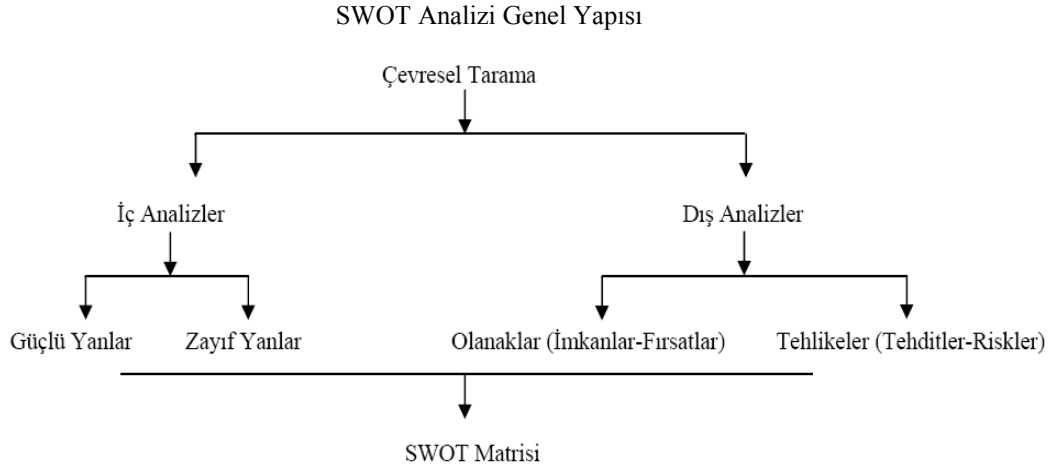 SWOT Analizi Genel Yapısı
Çevresel Tarama
İç Analizler
Dış Analizler
Güçlü Yanlar
Zayıf Yanlar
Olanaklar (İmkanlar-Fırsatlar)
Tehlikeler (Tehditler-Riskler)
SWOT Matrisi